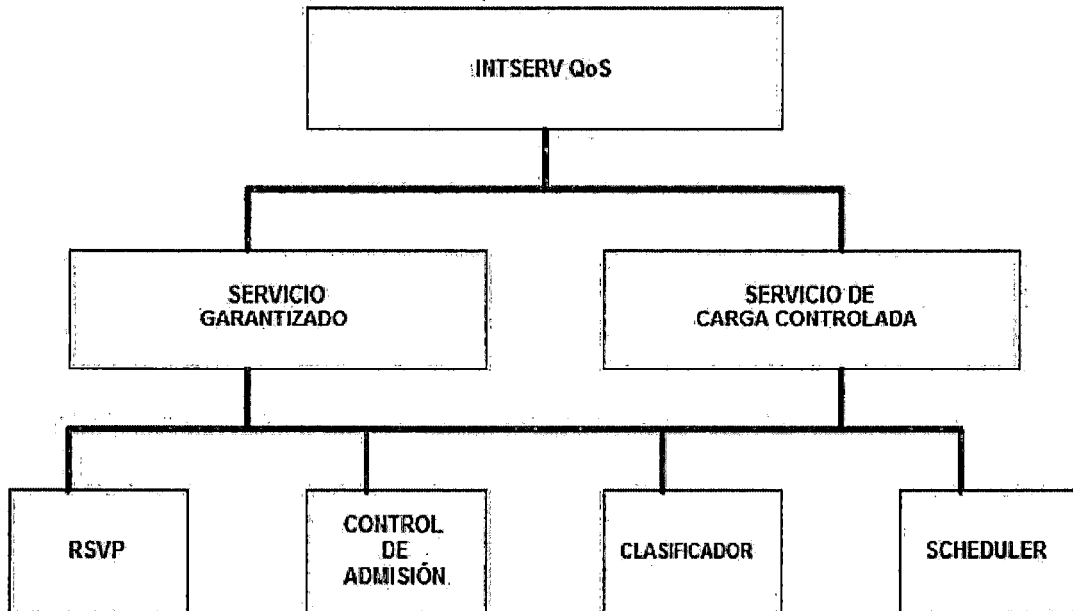 INTSERV QoS
SERVICIO
GARANTIZADO
SERVICIO DE
CARGA CONTROLADA
RSVP
CONTROL
DE
ADMISIÓN
CLASIFICADOR
SCHEDULER